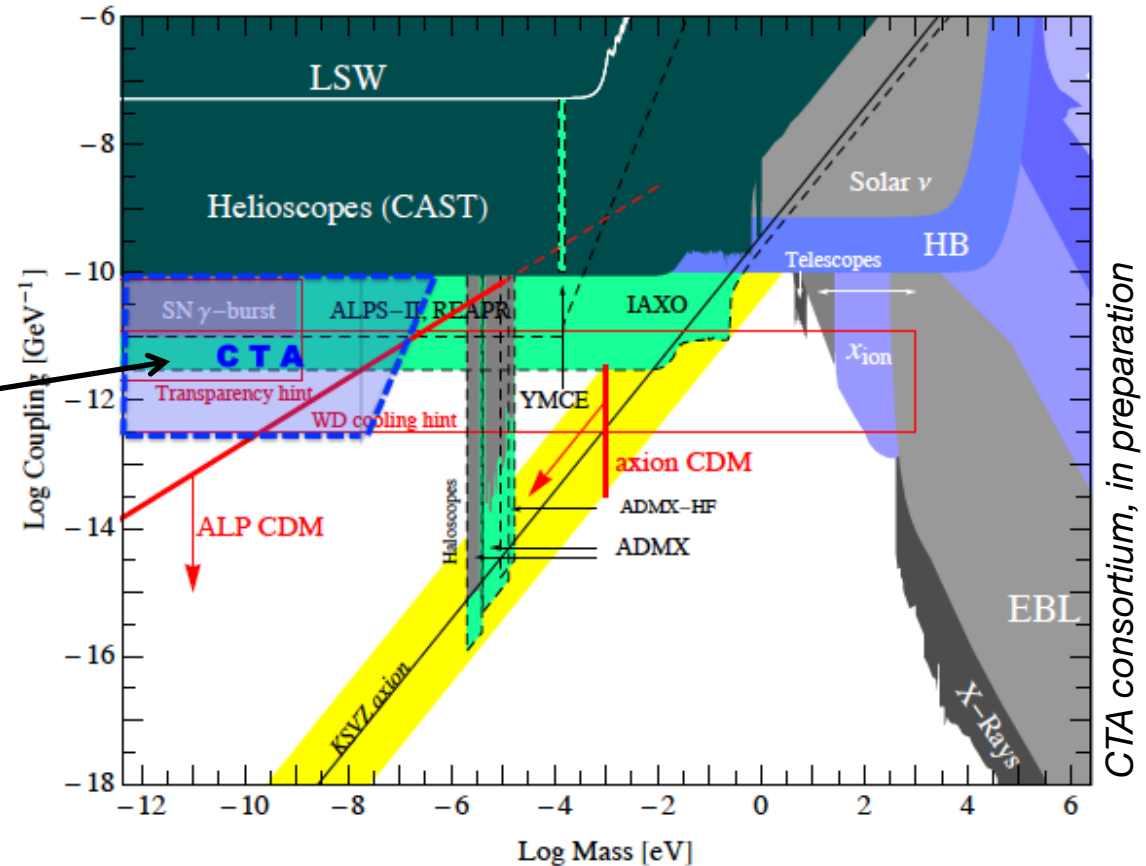 −6
LSW
−8
Solar ν
Helioscopes (CAST)
HB
−10
Telescopes
SN γ−burst
ALPS−II, REAPR
IAXO
CTA
x ion
Transparency hint
−12
YMCE
WD cooling hint
axion CDM
Haloscopes
ADMX−HF
−14
ALP CDM
ADMX
EBL
−16
KSVZ axion
X−Rays
−18
−12 −10 −8 −6 −4 −2 0 2 4 6
Log Mass [eV]
Log Coupling [GeV⁻¹]
CTA consortium, in preparation